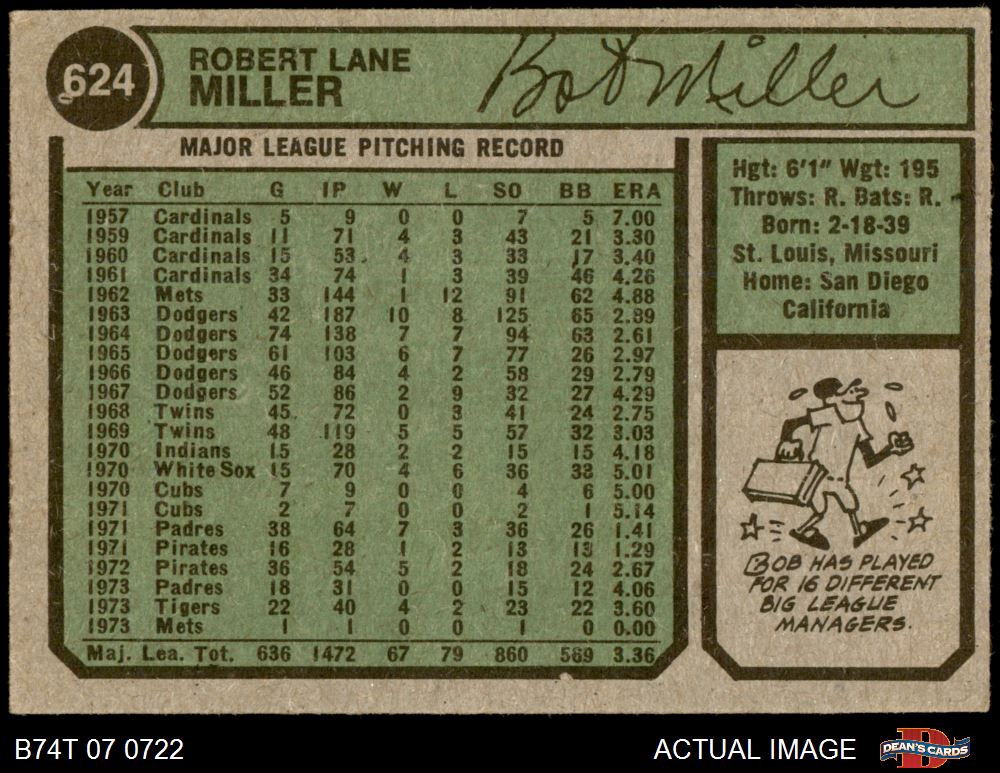 624
ROBERT LANE
MILLER
Bob Miller
MAJOR LEAGUE PITCHING RECORD
Year Club G IP W L SO BB ERA
1957 Cardinals 5 9 0 0 7 5 7.00
1959 Cardinals 11 71 4 3 43 21 3.30
1960 Cardinals 15 53 4 3 33 17 3.40
1961 Cardinals 34 74 1 3 39 46 4.26
1962 Mets 33 144 1 12 91 62 4.88
1963 Dodgers 42 187 10 8 125 65 2.89
1964 Dodgers 74 138 7 7 94 63 2.61
1965 Dodgers 61 103 6 7 77 26 2.97
1966 Dodgers 46 84 4 2 58 29 2.79
1967 Dodgers 52 86 2 9 32 27 4.29
1968 Twins 45 72 0 3 41 24 2.75
1969 Twins 48 119 5 5 57 32 3.03
1970 Indians 15 28 2 2 15 15 4.18
1970 White Sox 15 70 4 6 36 33 5.01
1970 Cubs 7 9 0 0 4 6 5.00
1971 Cubs 2 7 0 0 2 1 5.14
1971 Padres 38 64 7 3 36 26 1.41
1971 Pirates 16 28 1 2 13 13 1.29
1972 Pirates 36 54 5 2 18 24 2.67
1973 Padres 18 31 0 0 15 12 4.06
1973 Tigers 22 40 4 2 23 22 3.60
1973 Mets 1 1 0 0 1 0 0.00
Maj. Lea. Tot. 636 1472 67 79 860 569 3.36
Hgt: 6'1" Wgt: 195
Throws: R. Bats: R.
Born: 2-18-39
St. Louis, Missouri
Home: San Diego
California
BOB HAS PLAYED
FOR 16 DIFFERENT
BIG LEAGUE
MANAGERS.
B74T 07 0722
ACTUAL IMAGE
DEAN'S CARDS